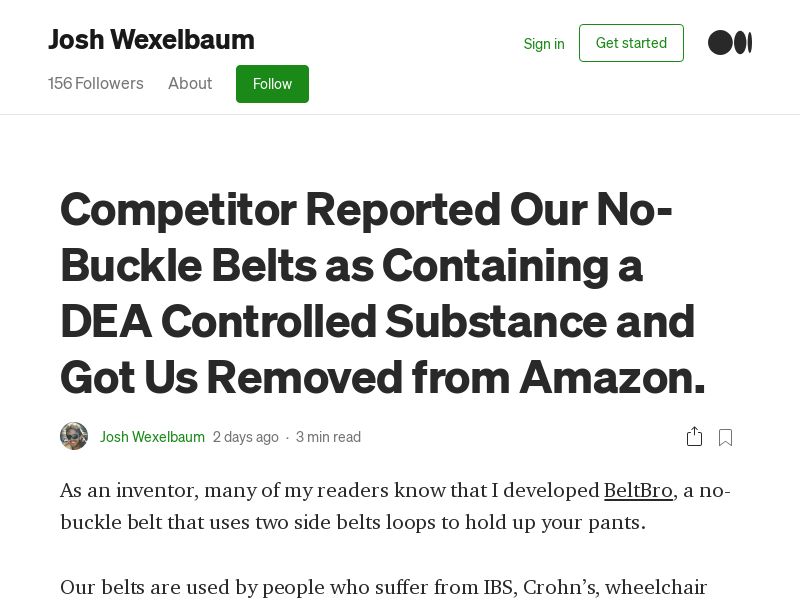 Josh Wexelbaum
Sign in
Get started
156 Followers
About
Follow
Competitor Reported Our No-
Buckle Belts as Containing a
DEA Controlled Substance and
Got Us Removed from Amazon.
Josh Wexelbaum 2 days ago · 3 min read
As an inventor, many of my readers know that I developed BeltBro, a no-
buckle belt that uses two side belts loops to hold up your pants.
Our belts are used by people who suffer from IBS, Crohn’s, wheelchair